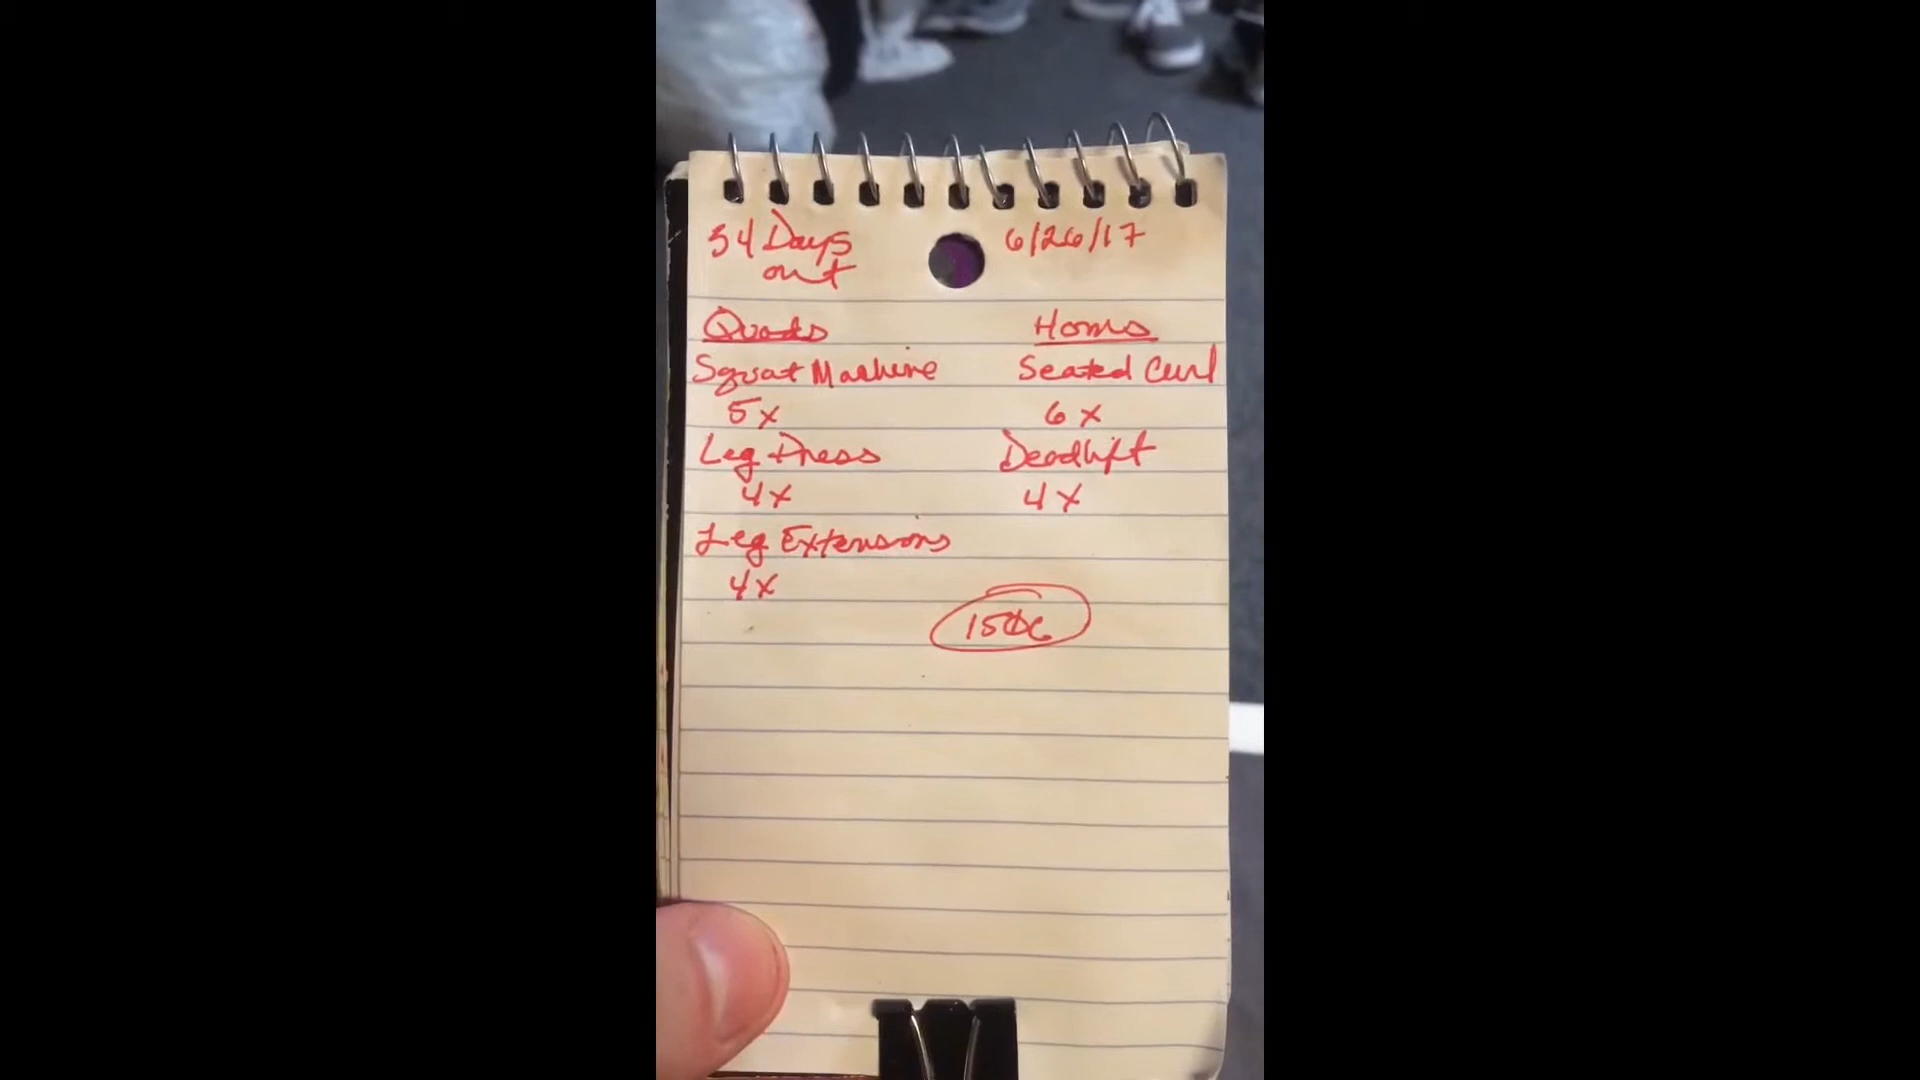 34 Days 6/26/17
out
Quads Hams
Squat Machine Seated Curl
5x 6x
Leg Press Deadlift
4x 4x
Leg Extensions
4x